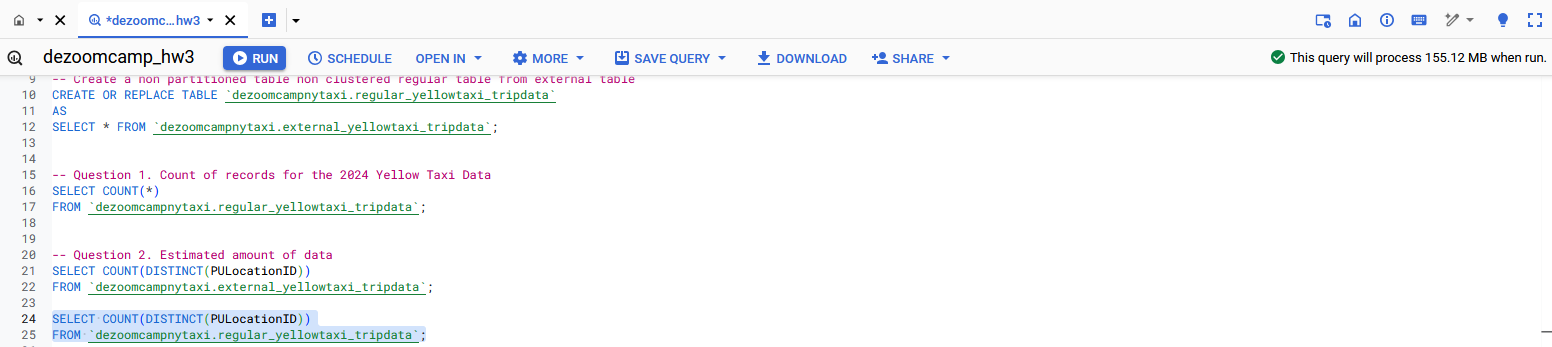 *dezoomc...hw3
dezoomcamp_hw3 RUN SCHEDULE OPEN IN MORE SAVE QUERY DOWNLOAD SHARE This query will process 155.12 MB when run.
9 -- Create a non partitioned table non clustered regular table from external table
10 CREATE OR REPLACE TABLE `dezoomcampnytaxi.regular_yellowtaxi_tripdata`
11 AS
12 SELECT * FROM `dezoomcampnytaxi.external_yellowtaxi_tripdata`;
13
14
15 -- Question 1. Count of records for the 2024 Yellow Taxi Data
16 SELECT COUNT(*)
17 FROM `dezoomcampnytaxi.regular_yellowtaxi_tripdata`;
18
19
20 -- Question 2. Estimated amount of data
21 SELECT COUNT(DISTINCT(PULocationID))
22 FROM `dezoomcampnytaxi.external_yellowtaxi_tripdata`;
23
24 SELECT COUNT(DISTINCT(PULocationID))
25 FROM `dezoomcampnytaxi.regular_yellowtaxi_tripdata`;